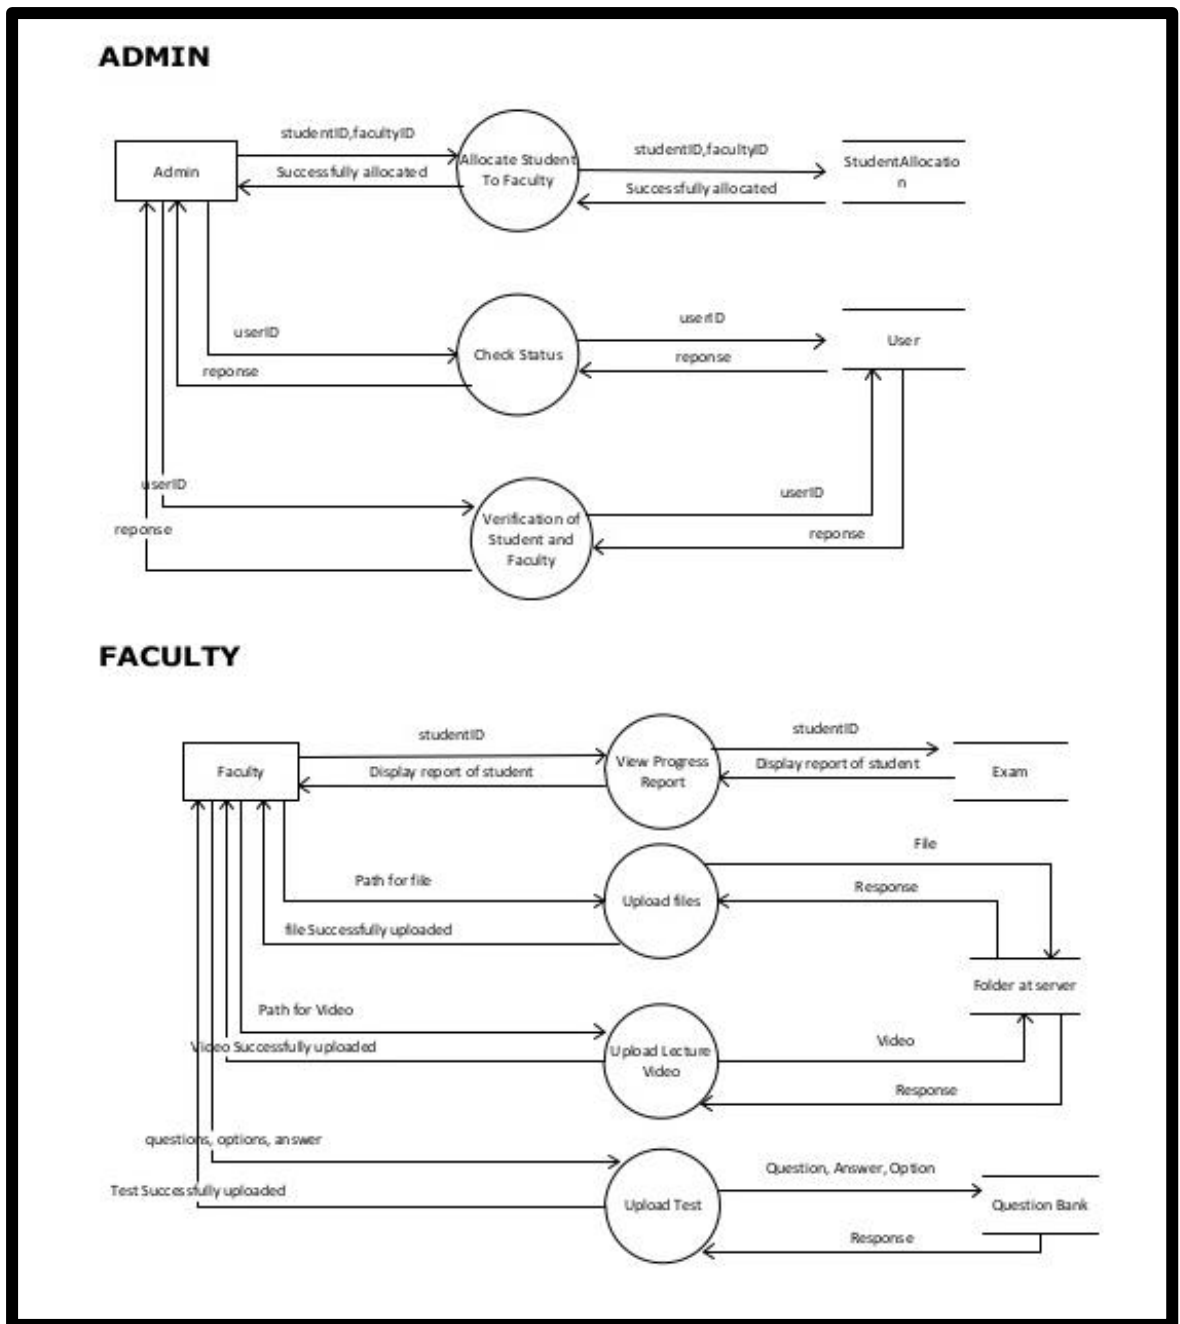 ADMIN
studentID,facultyID
Admin
Successfully allocated
Allocate Student
To Faculty
studentID,facultyID
Successfully allocated
StudentAllocatio
n
userID
reponse
Check Status
userID
reponse
User
userID
reponse
Verification of
Student and
Faculty
userID
reponse
FACULTY
studentID
Faculty
Display report of student
View Progress
Report
studentID
Display report of student
Exam
Path for file
file Successfully uploaded
Upload files
File
Response
Folder at server
Path for Video
Video Successfully uploaded
Upload Lecture
Video
Video
Response
questions, options, answer
Test Successfully uploaded
Upload Test
Question, Answer, Option
Response
Question Bank